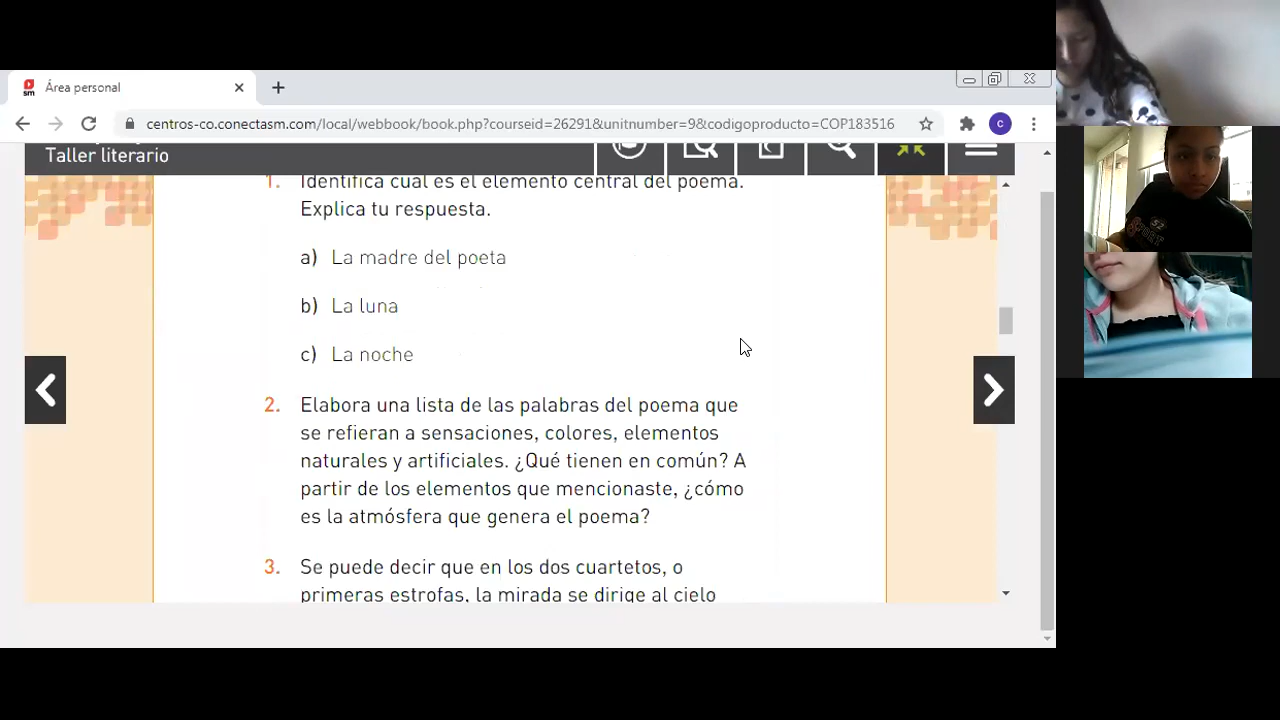 Área personal
centros-co.conectasm.com/local/webbook/book.php?courseid=26291&unitnumber=9&codigoproducto=COP183516
c
sm
Taller literario
1. Identifica cuál es el elemento central del poema.
Explica tu respuesta.
a) La madre del poeta
b) La luna
c) La noche
2. Elabora una lista de las palabras del poema que
se refieran a sensaciones, colores, elementos
naturales y artificiales. ¿Qué tienen en común? A
partir de los elementos que mencionaste, ¿cómo
es la atmósfera que genera el poema?
3. Se puede decir que en los dos cuartetos, o
primeras estrofas, la mirada se dirige al cielo